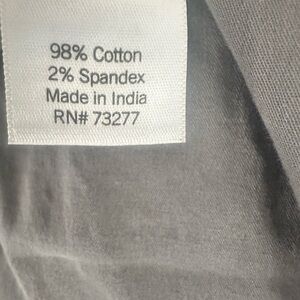 98% Cotton
2% Spandex
Made in India
RN# 73277